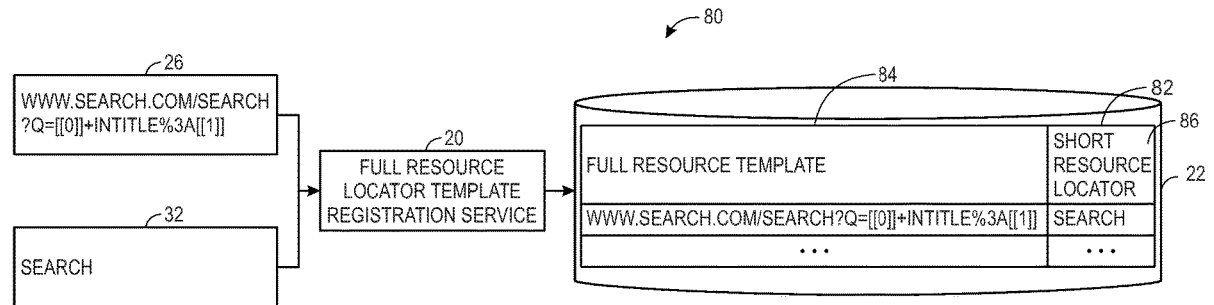 80
26
WWW.SEARCH.COM/SEARCH
?Q=[[0]]+INTITLE%3A[[1]]
32
SEARCH
20
FULL RESOURCE
LOCATOR TEMPLATE
REGISTRATION SERVICE
84
82
86
22
FULL RESOURCE TEMPLATE
SHORT
RESOURCE
LOCATOR
WWW.SEARCH.COM/SEARCH?Q=[[0]]+INTITLE%3A[[1]]
SEARCH
...
...